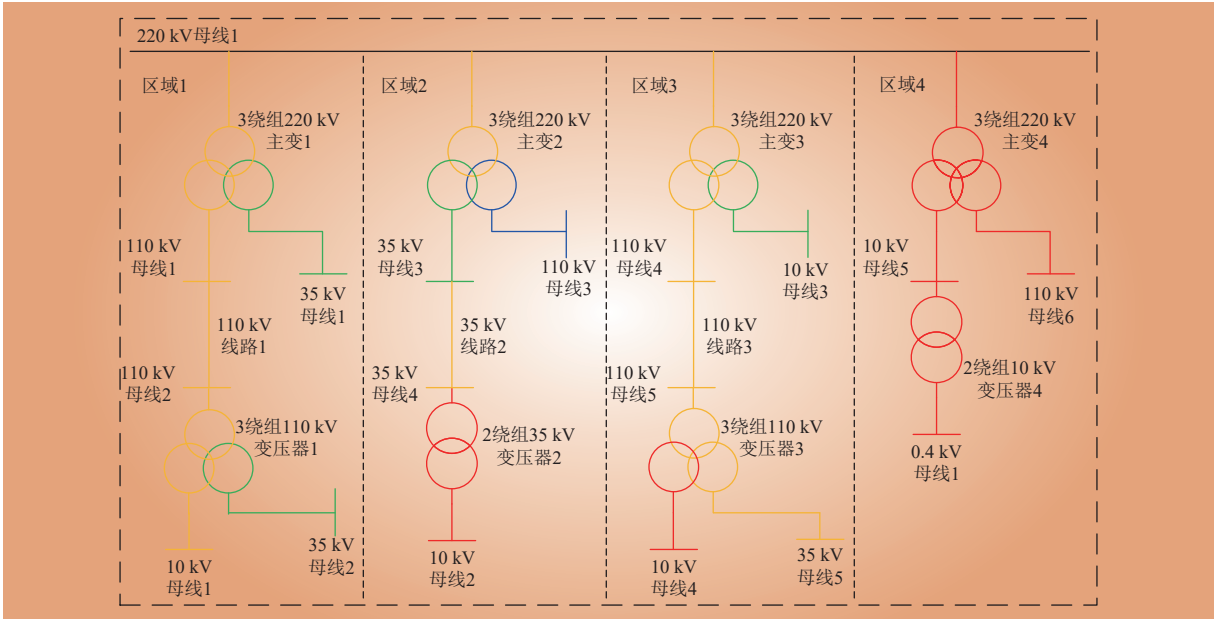 220 kV母线1
区域1
3绕组220 kV
主变1
110 kV
母线1
35 kV
母线1
110 kV
线路1
110 kV
母线2
3绕组110 kV
变压器1
35 kV
母线2
10 kV
母线1
区域2
3绕组220 kV
主变2
35 kV
母线3
110 kV
母线3
35 kV
线路2
35 kV
母线4
2绕组35 kV
变压器2
10 kV
母线2
区域3
3绕组220 kV
主变3
110 kV
母线4
10 kV
母线3
110 kV
线路3
110 kV
母线5
3绕组110 kV
变压器3
10 kV
母线4
35 kV
母线5
区域4
3绕组220 kV
主变4
10 kV
母线5
110 kV
母线6
2绕组10 kV
变压器4
0.4 kV
母线1